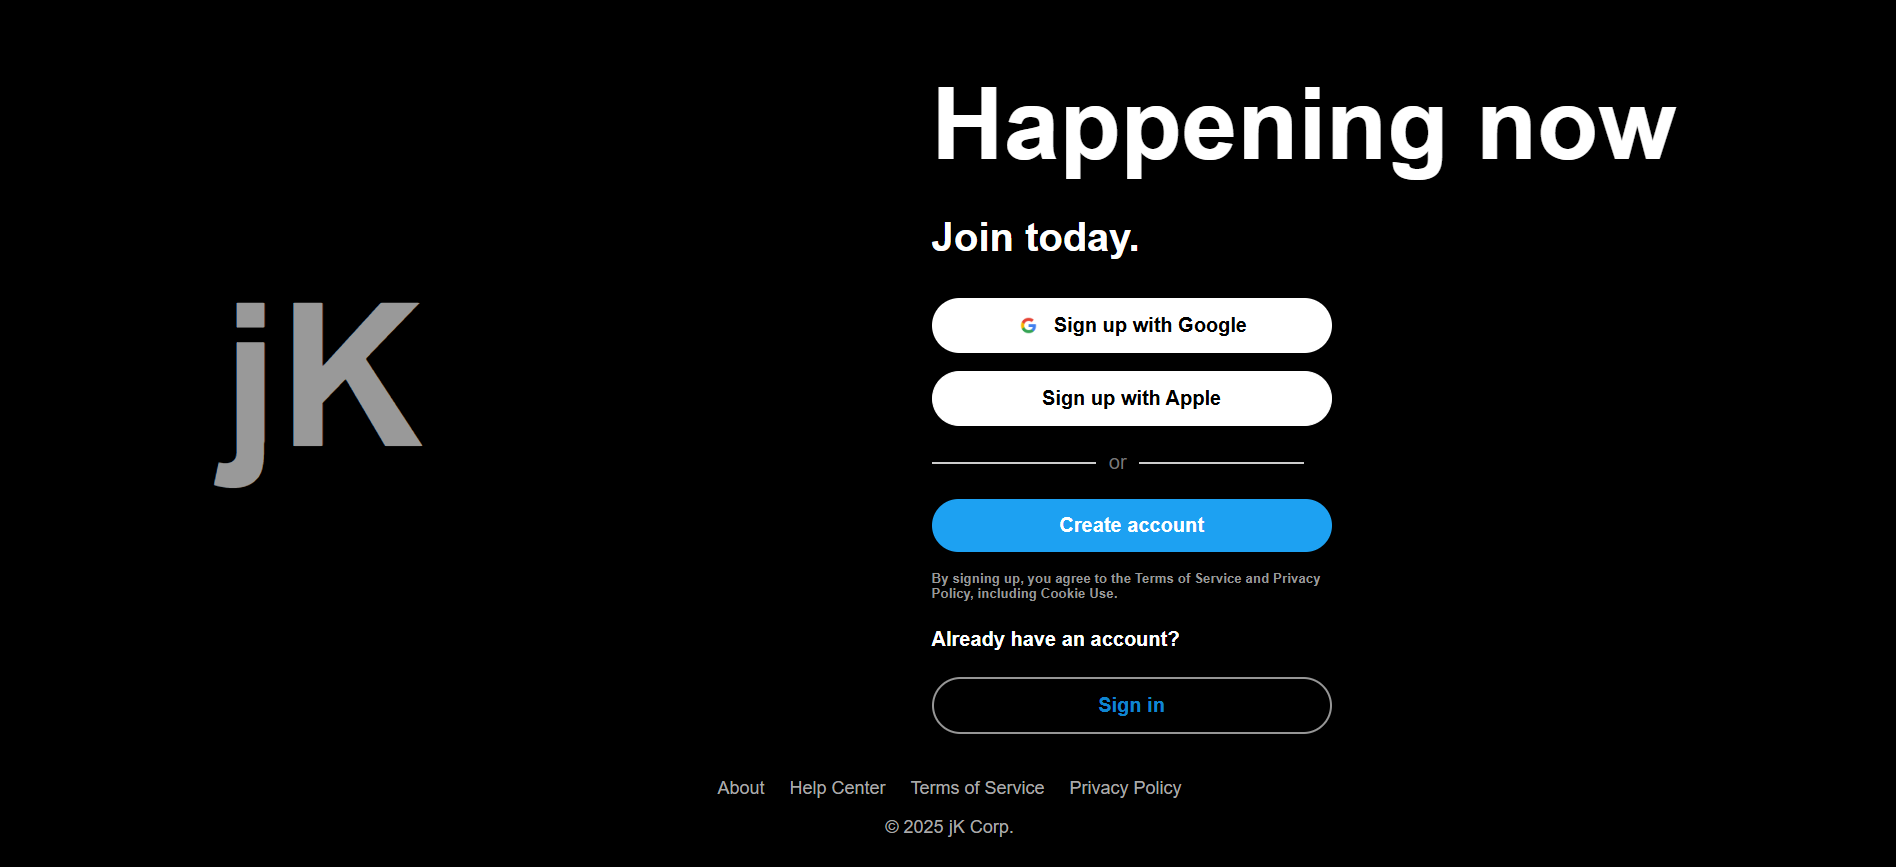 jK
Happening now
Join today.
Sign up with Google
Sign up with Apple
or
Create account
By signing up, you agree to the Terms of Service and Privacy
Policy, including Cookie Use.
Already have an account?
Sign in
About Help Center Terms of Service Privacy Policy
© 2025 jK Corp.